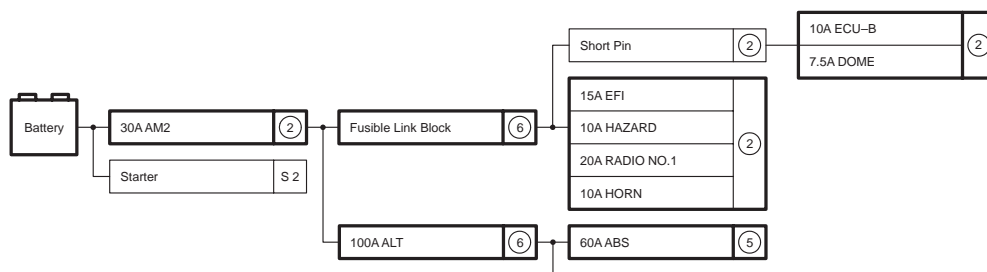 Short Pin 2
10A ECU–B
7.5A DOME
2
Battery
30A AM2 2
Fusible Link Block 6
15A EFI
10A HAZARD
20A RADIO NO.1
10A HORN
2
Starter S 2
100A ALT 6
60A ABS 5